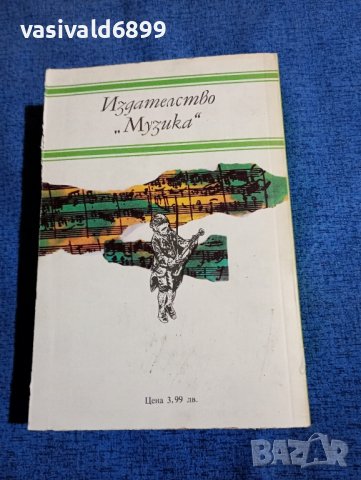 vasivald6899
Издателство
„Музика“
Цена 3,99 лв.
BAZAR